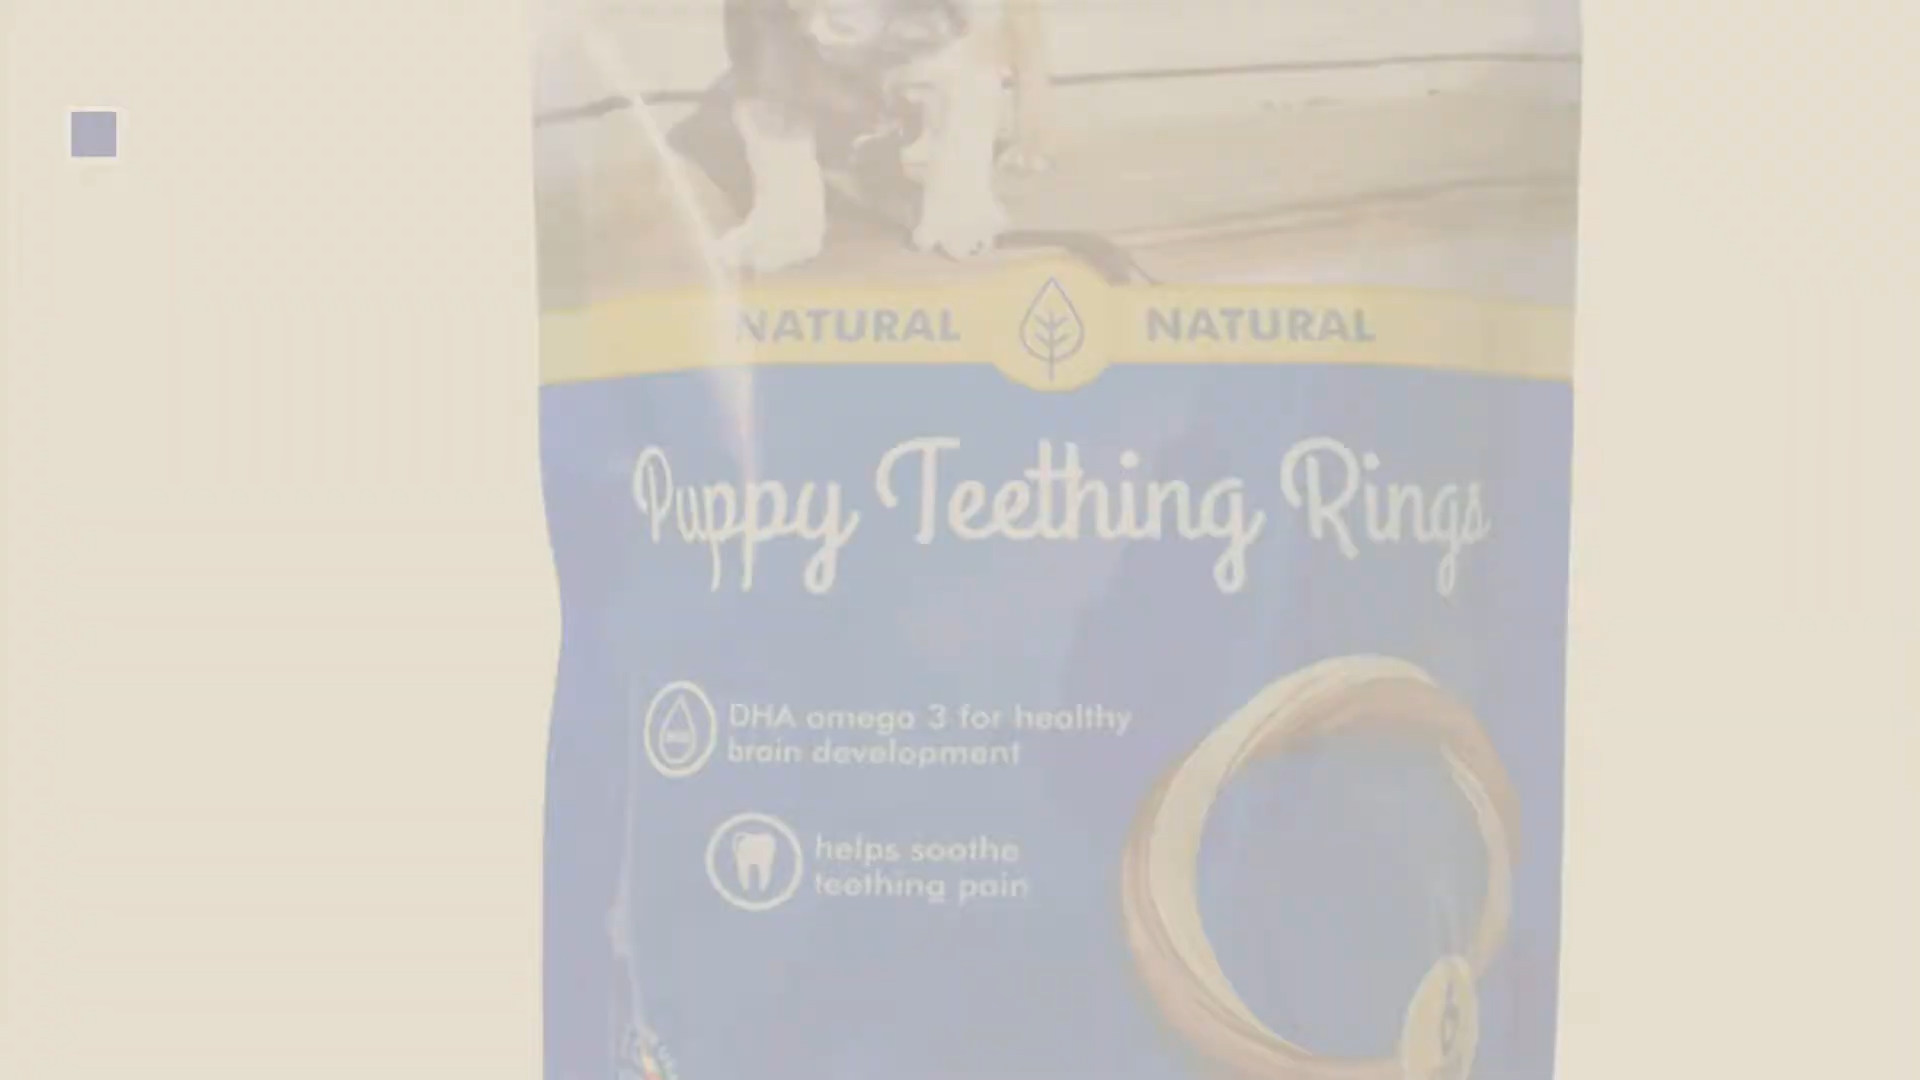 NATURAL NATURAL
Puppy Teething Rings
DHA omega 3 for healthy
brain development
helps soothe
teething pain